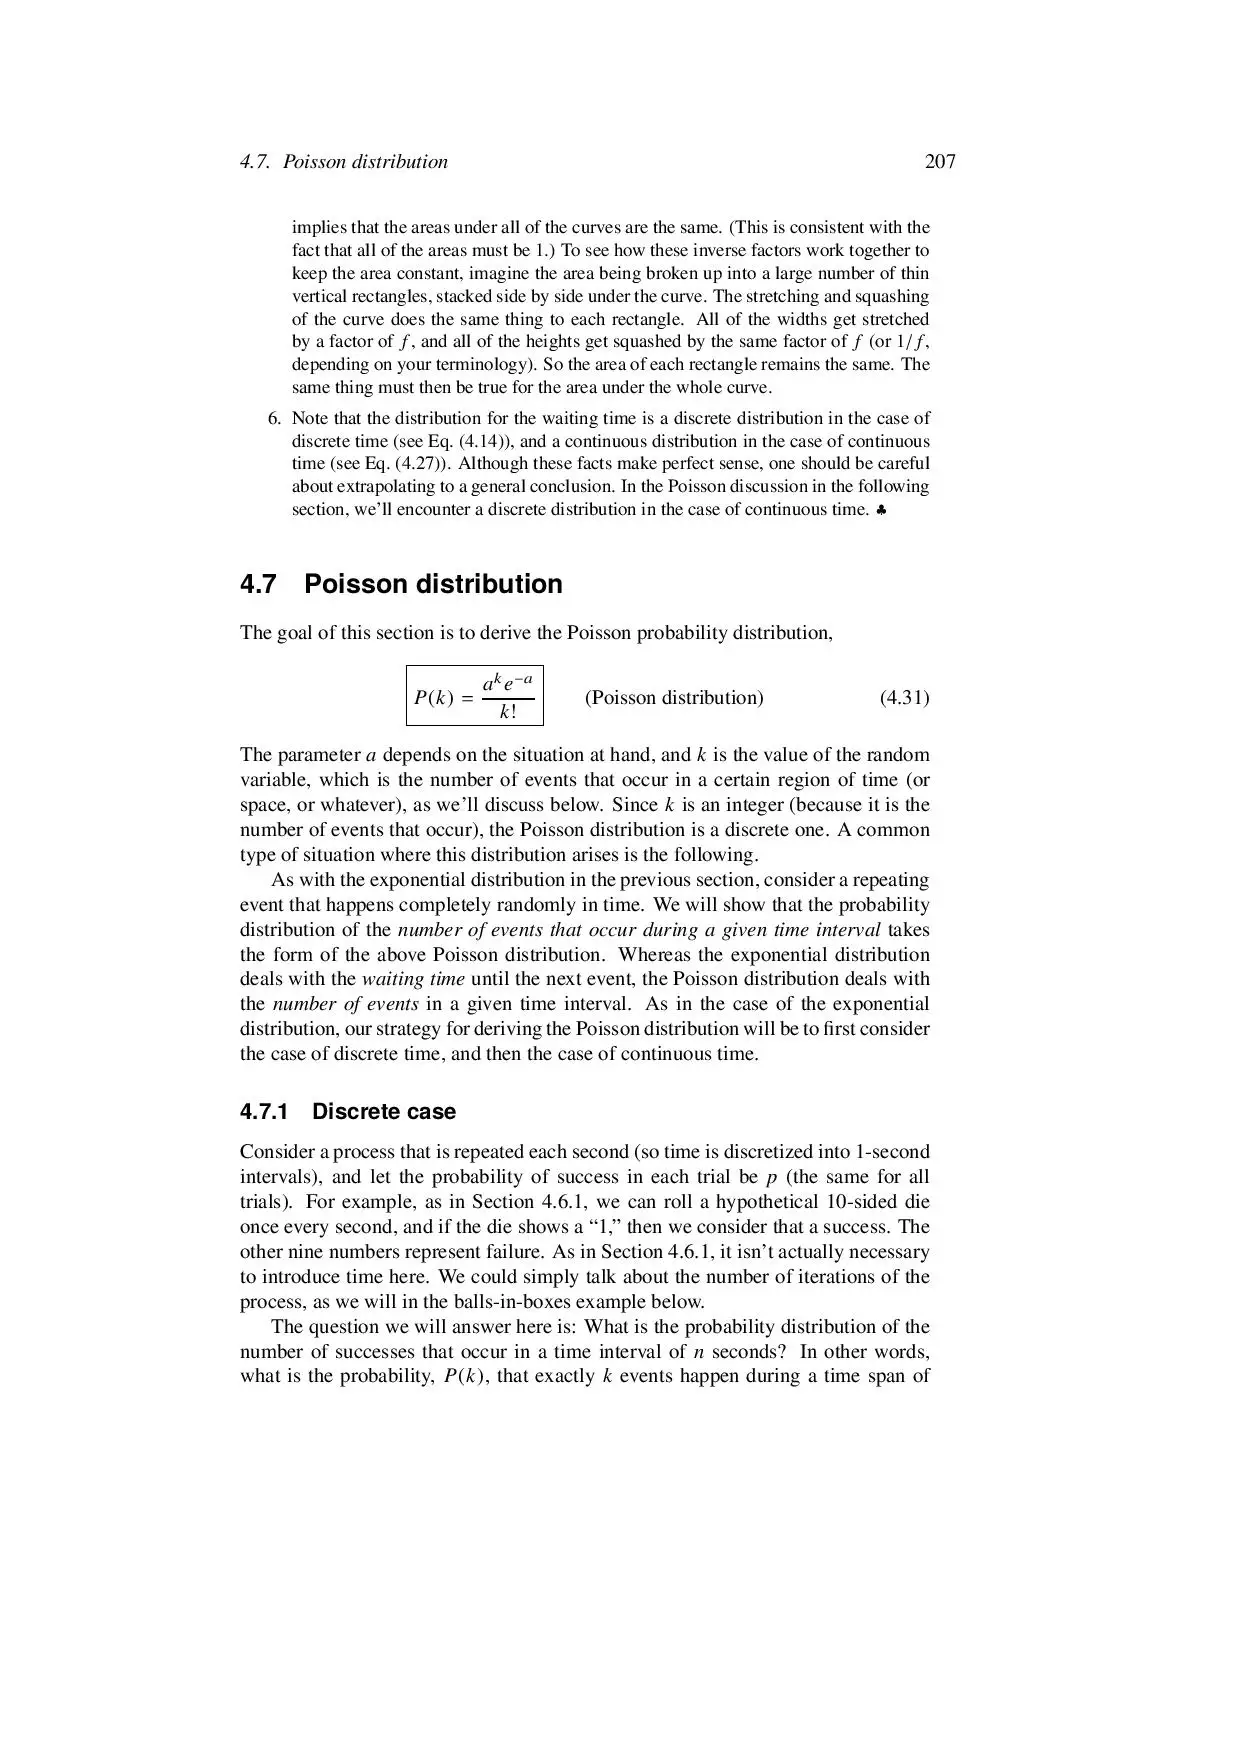 4.7. Poisson distribution 207
implies that the areas under all of the curves are the same. (This is consistent with the
fact that all of the areas must be 1.) To see how these inverse factors work together to
keep the area constant, imagine the area being broken up into a large number of thin
vertical rectangles, stacked side by side under the curve. The stretching and squashing
of the curve does the same thing to each rectangle. All of the widths get stretched
by a factor of f, and all of the heights get squashed by the same factor of f (or 1/f,
depending on your terminology). So the area of each rectangle remains the same. The
same thing must then be true for the area under the whole curve.
6. Note that the distribution for the waiting time is a discrete distribution in the case of
discrete time (see Eq. (4.14)), and a continuous distribution in the case of continuous
time (see Eq. (4.27)). Although these facts make perfect sense, one should be careful
about extrapolating to a general conclusion. In the Poisson discussion in the following
section, we'll encounter a discrete distribution in the case of continuous time. ♣
4.7 Poisson distribution
The goal of this section is to derive the Poisson probability distribution,
P(k) = a^k e^{−a} / k! (Poisson distribution) (4.31)
The parameter a depends on the situation at hand, and k is the value of the random
variable, which is the number of events that occur in a certain region of time (or
space, or whatever), as we'll discuss below. Since k is an integer (because it is the
number of events that occur), the Poisson distribution is a discrete one. A common
type of situation where this distribution arises is the following.
As with the exponential distribution in the previous section, consider a repeating
event that happens completely randomly in time. We will show that the probability
distribution of the number of events that occur during a given time interval takes
the form of the above Poisson distribution. Whereas the exponential distribution
deals with the waiting time until the next event, the Poisson distribution deals with
the number of events in a given time interval. As in the case of the exponential
distribution, our strategy for deriving the Poisson distribution will be to first consider
the case of discrete time, and then the case of continuous time.
4.7.1 Discrete case
Consider a process that is repeated each second (so time is discretized into 1-second
intervals), and let the probability of success in each trial be p (the same for all
trials). For example, as in Section 4.6.1, we can roll a hypothetical 10-sided die
once every second, and if the die shows a “1,” then we consider that a success. The
other nine numbers represent failure. As in Section 4.6.1, it isn't actually necessary
to introduce time here. We could simply talk about the number of iterations of the
process, as we will in the balls-in-boxes example below.
The question we will answer here is: What is the probability distribution of the
number of successes that occur in a time interval of n seconds? In other words,
what is the probability, P(k), that exactly k events happen during a time span of